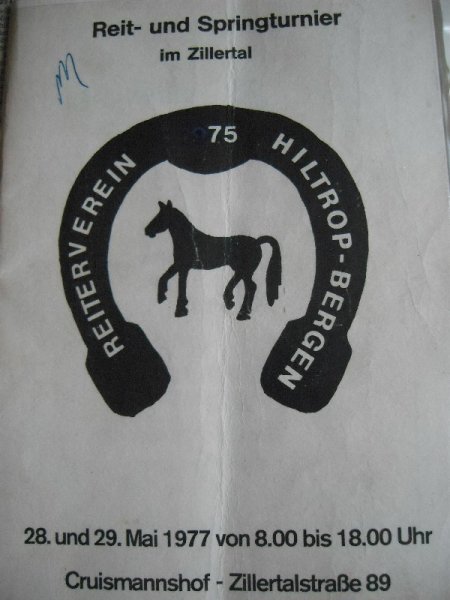 Reit- und Springturnier
im Zillertal
M
75
REITERVEREIN
HILTROP-BERGEN
28. und 29. Mai 1977 von 8.00 bis 18.00 Uhr
Cruismannshof - Zillertalstraße 89